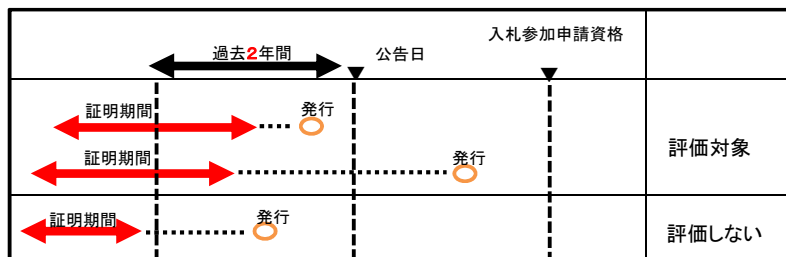 入札参加申請資格
過去2年間
公告日
証明期間
発行
証明期間
発行
評価対象
証明期間
発行
評価しない